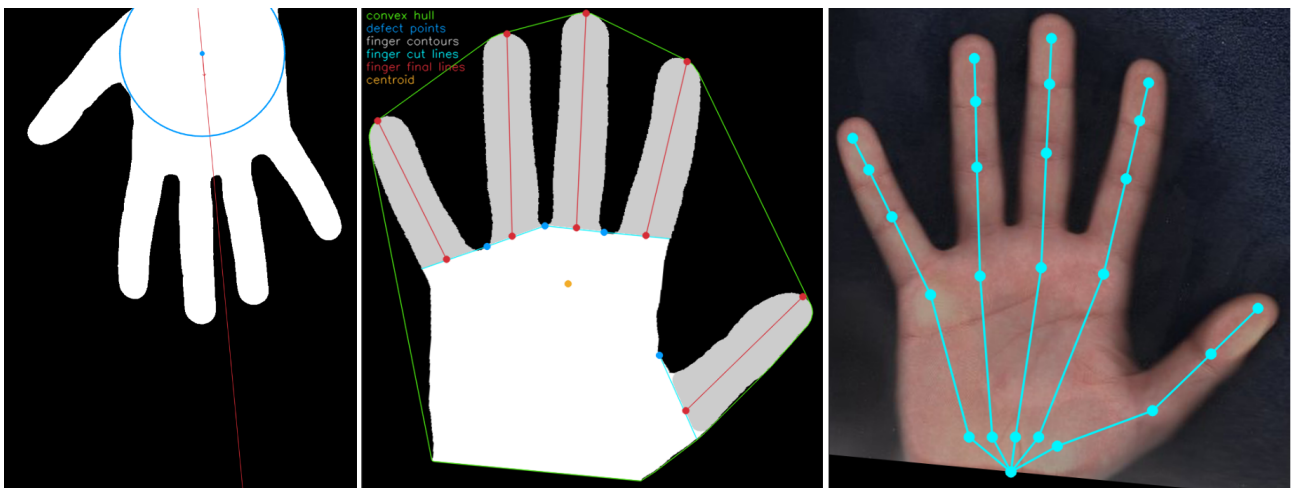 convex hull
defect points
finger contours
finger cut lines
finger final lines
centroid